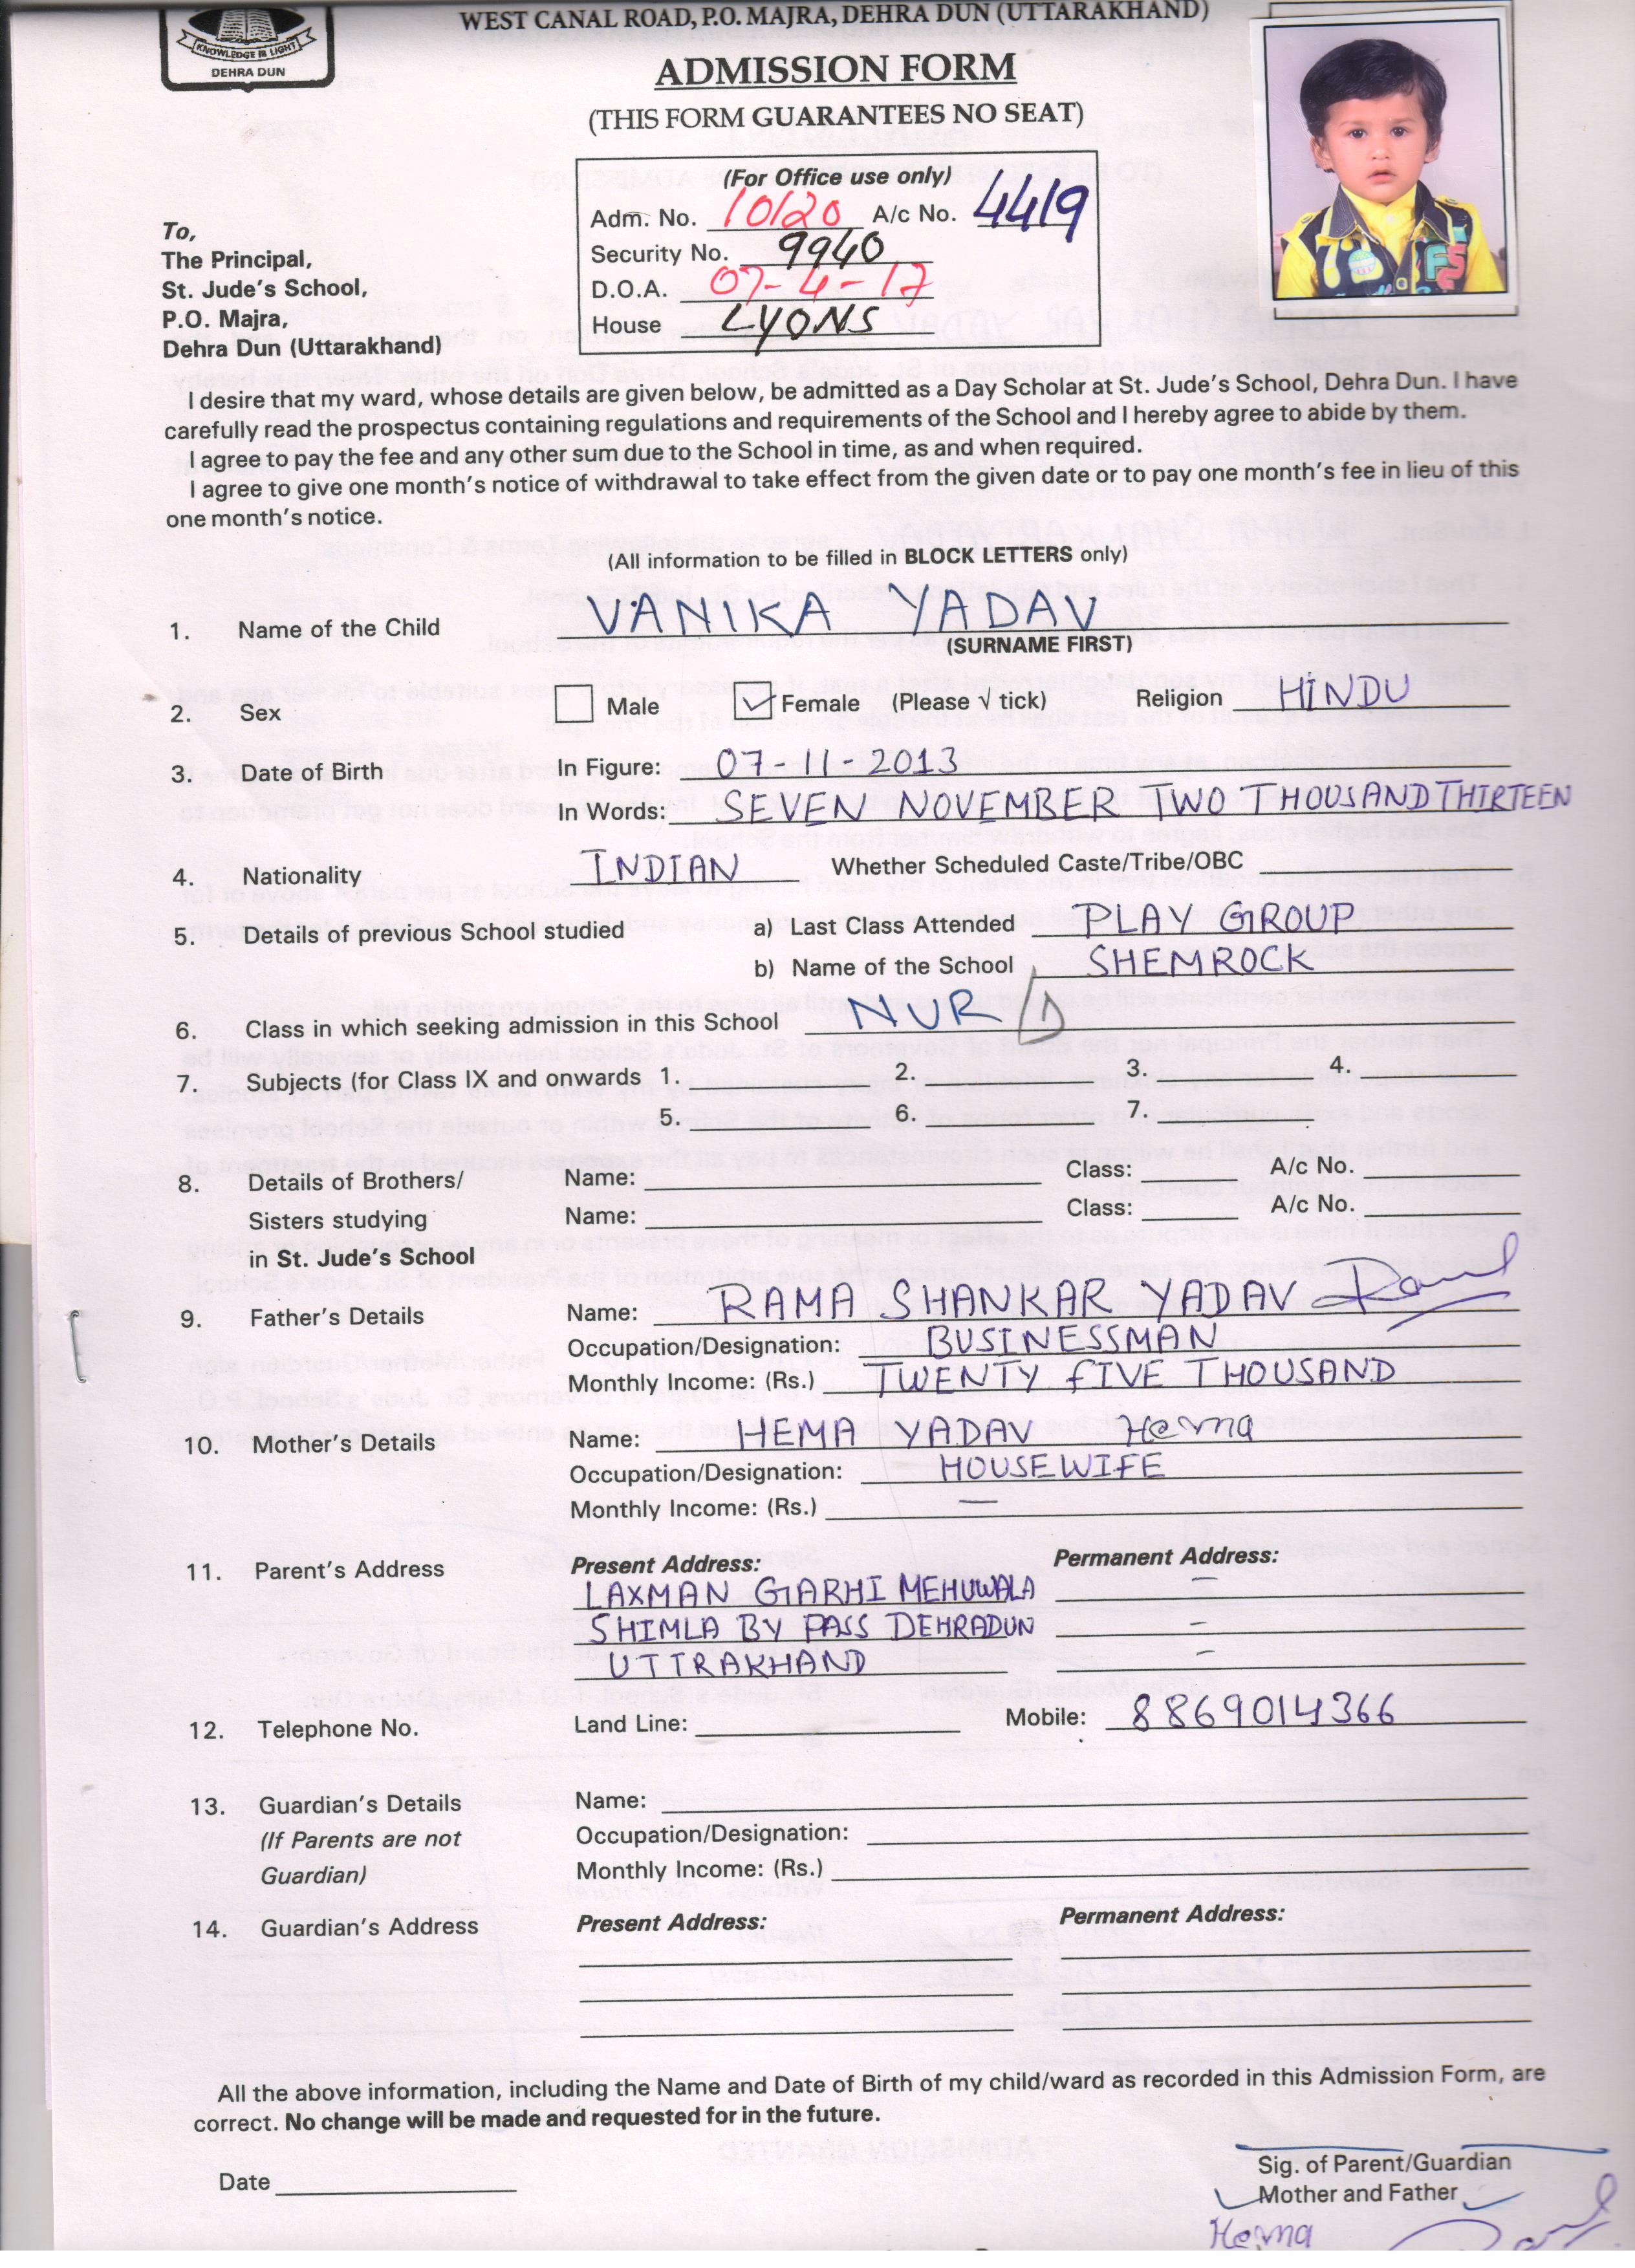 WEST CANAL ROAD, P.O. MAJRA, DEHRA DUN (UTTARAKHAND)
KNOWLEDGE IS LIGHT
DEHRA DUN
ADMISSION FORM
(THIS FORM GUARANTEES NO SEAT)
(For Office use only)
Adm. No. 10120 A/c No. 4419
Security No. 9940
D.O.A. 07-4-17
House LYONS
To,
The Principal,
St. Jude's School,
P.O. Majra,
Dehra Dun (Uttarakhand)
I desire that my ward, whose details are given below, be admitted as a Day Scholar at St. Jude's School, Dehra Dun. I have
carefully read the prospectus containing regulations and requirements of the School and I hereby agree to abide by them.
I agree to pay the fee and any other sum due to the School in time, as and when required.
I agree to give one month's notice of withdrawal to take effect from the given date or to pay one month's fee in lieu of this
one month's notice.
(All information to be filled in BLOCK LETTERS only)
1. Name of the Child VANIKA YADAV
(SURNAME FIRST)
2. Sex Male Female (Please √ tick) Religion HINDU
3. Date of Birth In Figure: 07-11-2013
In Words: SEVEN NOVEMBER TWO THOUSAND THIRTEEN
4. Nationality INDIAN Whether Scheduled Caste/Tribe/OBC
5. Details of previous School studied a) Last Class Attended PLAY GROUP
b) Name of the School SHEMROCK
6. Class in which seeking admission in this School NUR D
7. Subjects (for Class IX and onwards 1. 2. 3. 4.
5. 6. 7.
8. Details of Brothers/ Name: Class: A/c No.
Sisters studying Name: Class: A/c No.
in St. Jude's School
9. Father's Details Name: RAMA SHANKAR YADAV
Occupation/Designation: BUSINESSMAN
Monthly Income: (Rs.) TWENTY FIVE THOUSAND
10. Mother's Details Name: HEMA YADAV Hema
Occupation/Designation: HOUSEWIFE
Monthly Income: (Rs.) —
11. Parent's Address Present Address: Permanent Address:
LAXMAN GARHI MEHUWALA –
SHIMLA BY PASS DEHRADUN –
UTTRAKHAND –
12. Telephone No. Land Line: Mobile: 8869014366
13. Guardian's Details Name:
(If Parents are not Occupation/Designation:
Guardian) Monthly Income: (Rs.)
14. Guardian's Address Present Address: Permanent Address:
All the above information, including the Name and Date of Birth of my child/ward as recorded in this Admission Form, are
correct. No change will be made and requested for in the future.
Sig. of Parent/Guardian
Date Mother and Father
Hema